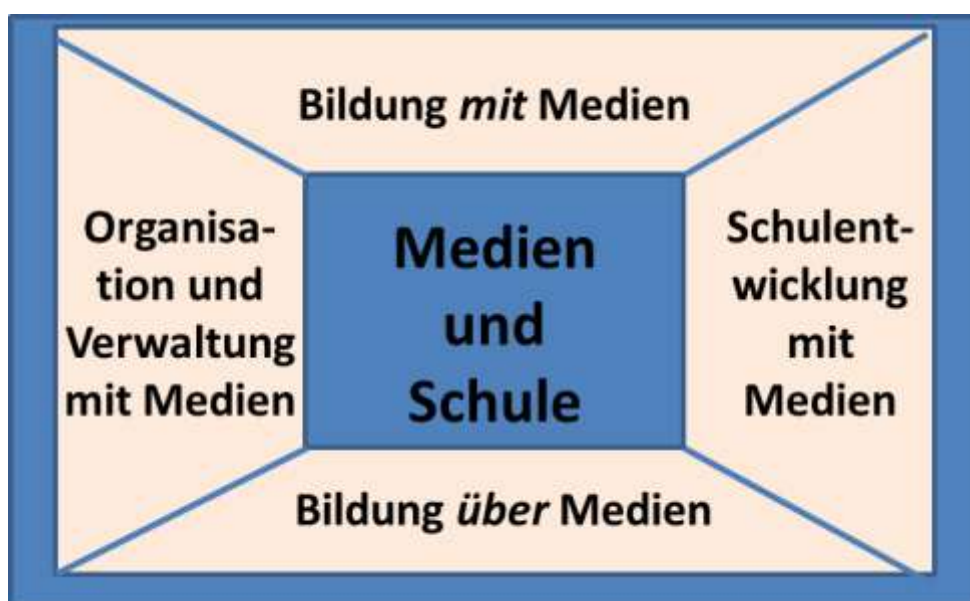 Bildung mit Medien
Organisa-
tion und
Verwaltung
mit Medien
Medien
und
Schule
Schulent-
wicklung
mit
Medien
Bildung über Medien